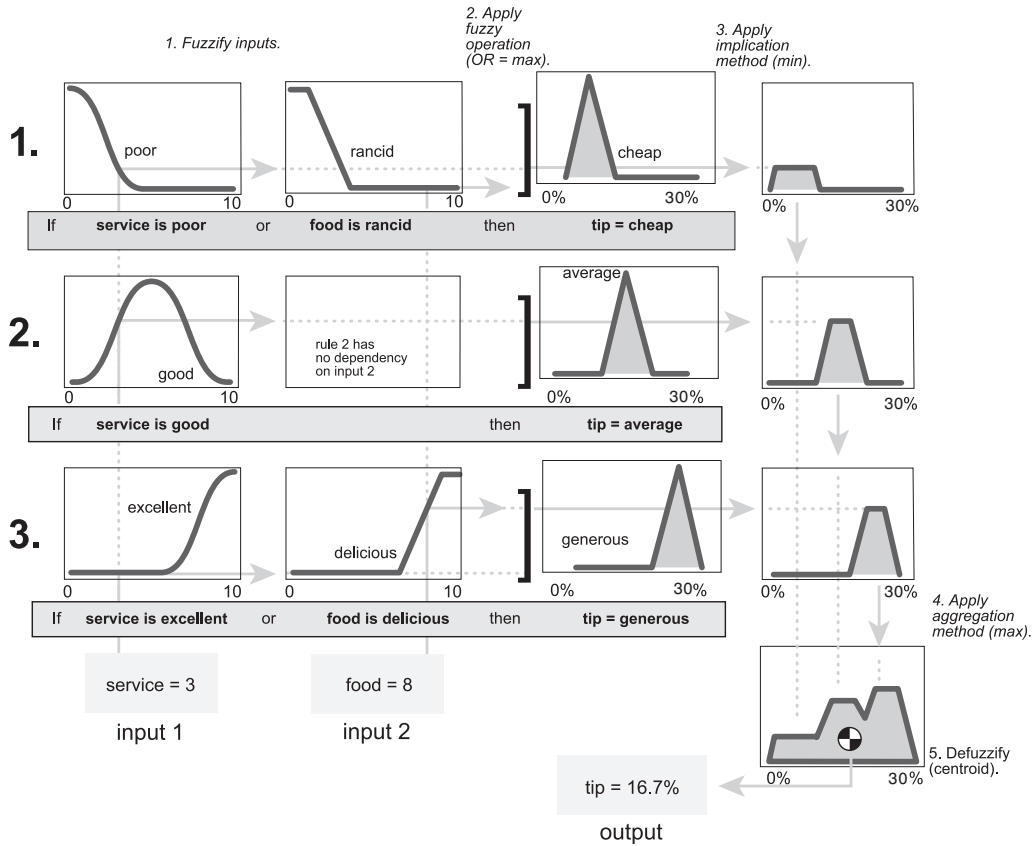 1. Fuzzify inputs.
2. Apply
fuzzy
operation
(OR = max).
3. Apply
implication
method (min).
1.
poor
0 10
rancid
0 10
cheap
0% 30%
0% 30%
If service is poor or food is rancid then tip = cheap
2.
good
0 10
rule 2 has
no dependency
on input 2
average
0% 30%
0% 30%
If service is good then tip = average
3.
excellent
0 10
delicious
0 10
generous
0% 30%
0% 30%
If service is excellent or food is delicious then tip = generous
4. Apply
aggregation
method (max).
service = 3
input 1
food = 8
input 2
0% 30%
5. Defuzzify
(centroid).
tip = 16.7%
output